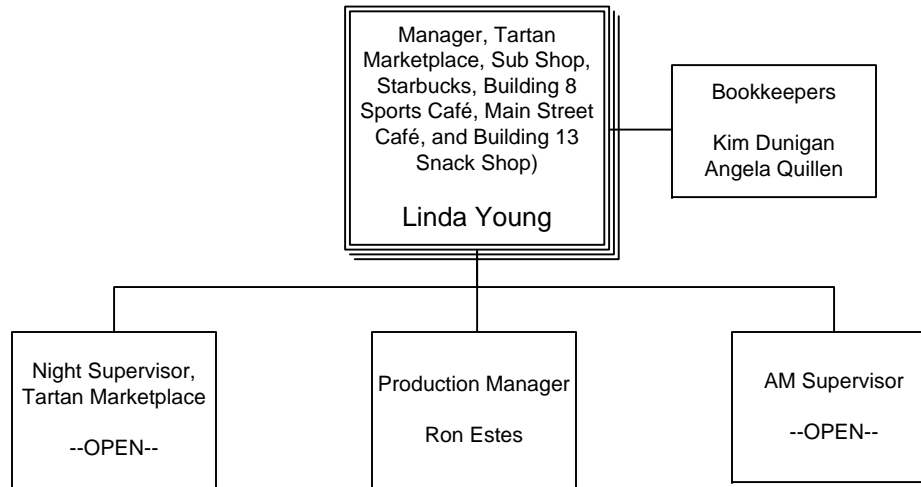 Manager, Tartan
Marketplace, Sub Shop,
Starbucks, Building 8
Sports Café, Main Street
Café, and Building 13
Snack Shop)
Linda Young
Bookkeepers
Kim Dunigan
Angela Quillen
Night Supervisor,
Tartan Marketplace
--OPEN--
Production Manager
Ron Estes
AM Supervisor
--OPEN--